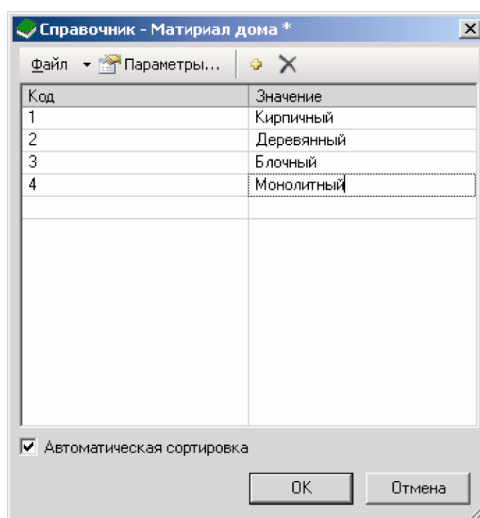 Справочник - Матириал дома *
Файл Параметры...
Код Значение
1 Кирпичный
2 Деревянный
3 Блочный
4 Монолитный
Автоматическая сортировка
OK Отмена